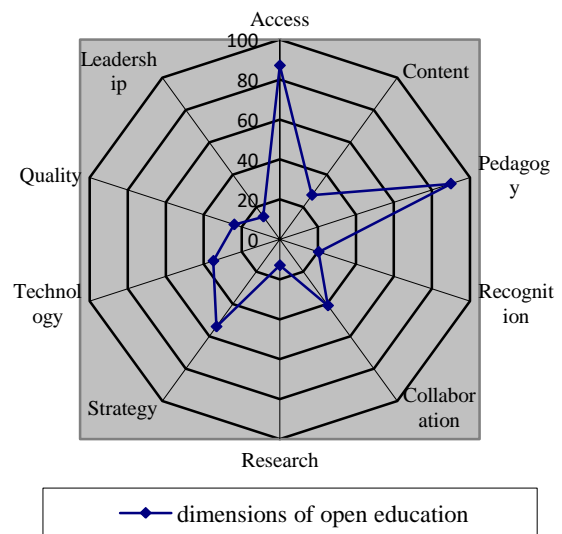 Access
100
Leadersh
ip
Content
80
60
Pedagog
y
Quality
40
20
0
Technol
ogy
Recognit
ion
Strategy
Collabor
ation
Research
dimensions of open education